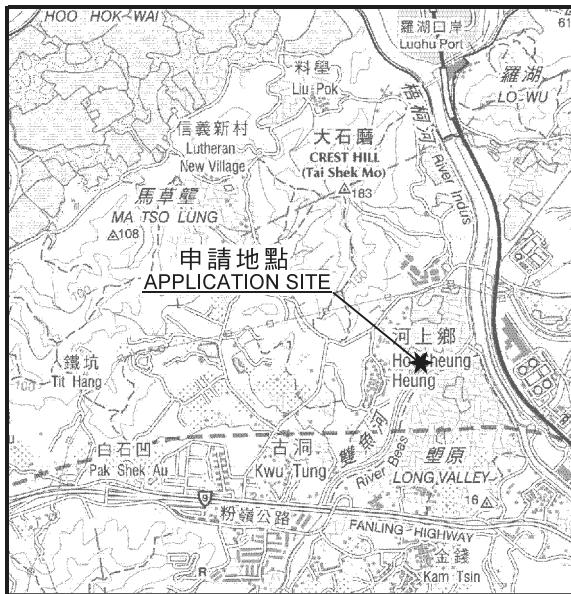 HOO HOK WAI
羅湖口岸
Luohu Port
61
料壆
Liu Pok
羅湖
LO WU
梧桐河
River Indus
信義新村
Lutheran
New Village
大石磨
CREST HILL
(Tai Shek Mo)
183
馬草壟
MA TSO LUNG
108
申請地點
APPLICATION SITE
100
河上鄉
Ho Sheung
Heung
鐵坑
Tit Hang
雙魚河
River Beas
白石凹
Pak Shek Au
古洞
Kwu Tung
塱原
LONG VALLEY
16
9
粉嶺公路
FANLING HIGHWAY
金錢
Kam Tsin
R